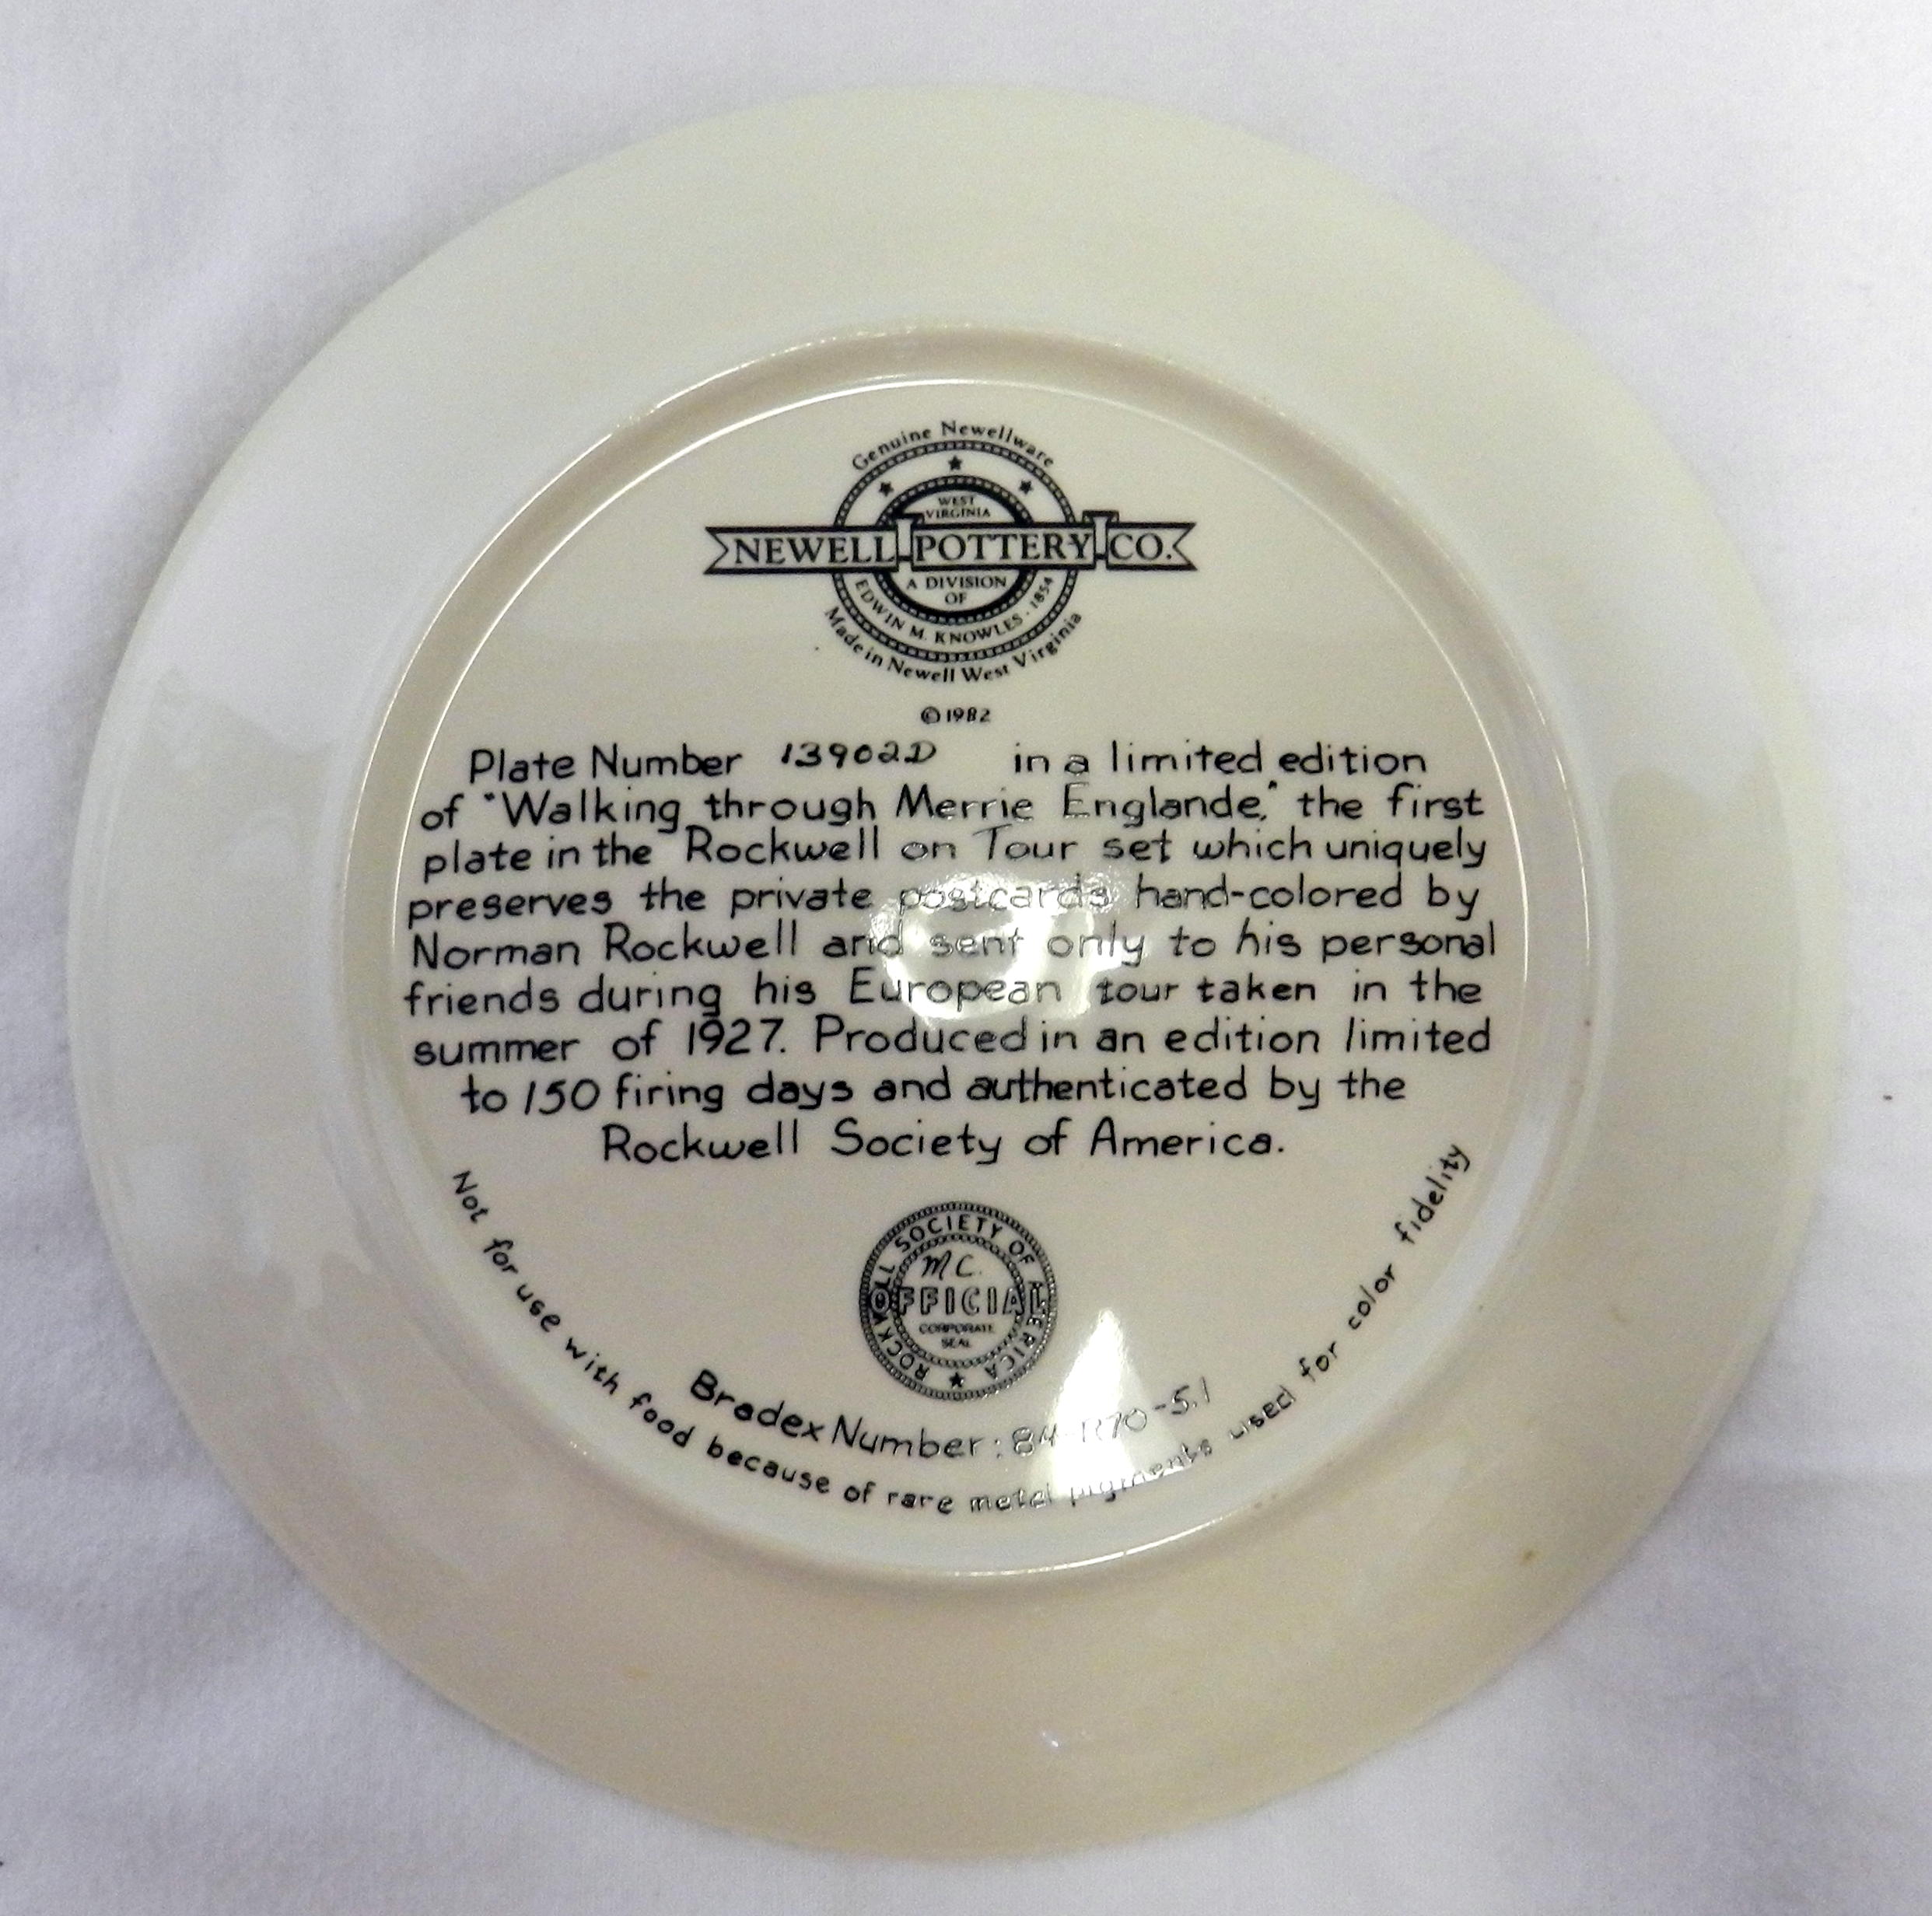 Genuine Newellware
WEST
VIRGINIA
NEWELL POTTERY CO.
A DIVISION
OF
EDWIN M. KNOWLES · 1854
Made in Newell West Virginia
© 1982
Plate Number 13902D in a limited edition
of "Walking through Merrie Englande," the first
plate in the Rockwell on Tour set which uniquely
preserves the private postcards hand-colored by
Norman Rockwell and sent only to his personal
friends during his European tour taken in the
summer of 1927. Produced in an edition limited
to 150 firing days and authenticated by the
Rockwell Society of America.
ROCKWELL SOCIETY OF AMERICA
M C.
OFFICIAL
CORPORATE
SEAL
Bradex Number: 84-R70-5.1
Not for use with food because of rare metal pigments used for color fidelity